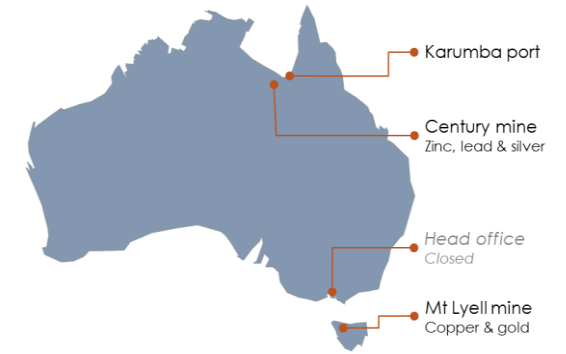 Karumba port
Century mine
Zinc, lead & silver
Head office
Closed
Mt Lyell mine
Copper & gold